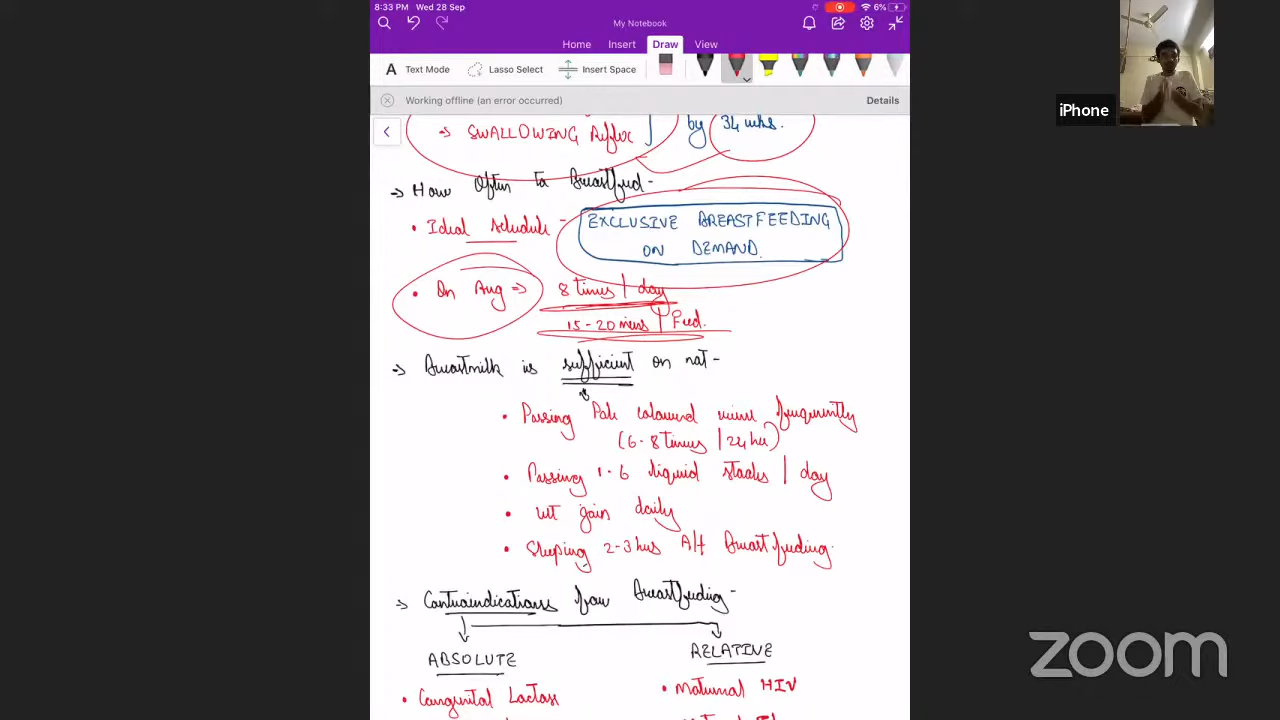 8:33 PM Wed 28 Sep
6%
My Notebook
Home Insert Draw View
Text Mode Lasso Select Insert Space
Working offline (an error occurred) Details
iPhone
⇒ SWALLOWING Reflex by 34 wks.
⇒ How Often to Breastfeed-
• Ideal Schedule - EXCLUSIVE BREASTFEEDING
ON DEMAND.
• On Avg ⇒ 8 times / day
15-20 mins / Feed.
⇒ Breastmilk is sufficient or not-
• Passing Pale coloured urine frequently
(6-8 times / 24 hr)
• Passing 1-6 liquid stools / day
• Wt gain daily
• Sleeping 2-3 hrs A/f Breastfeeding.
⇒ Contraindications for Breastfeeding-
ABSOLUTE RELATIVE
• Congenital Lactase • Maternal HIV
zoom